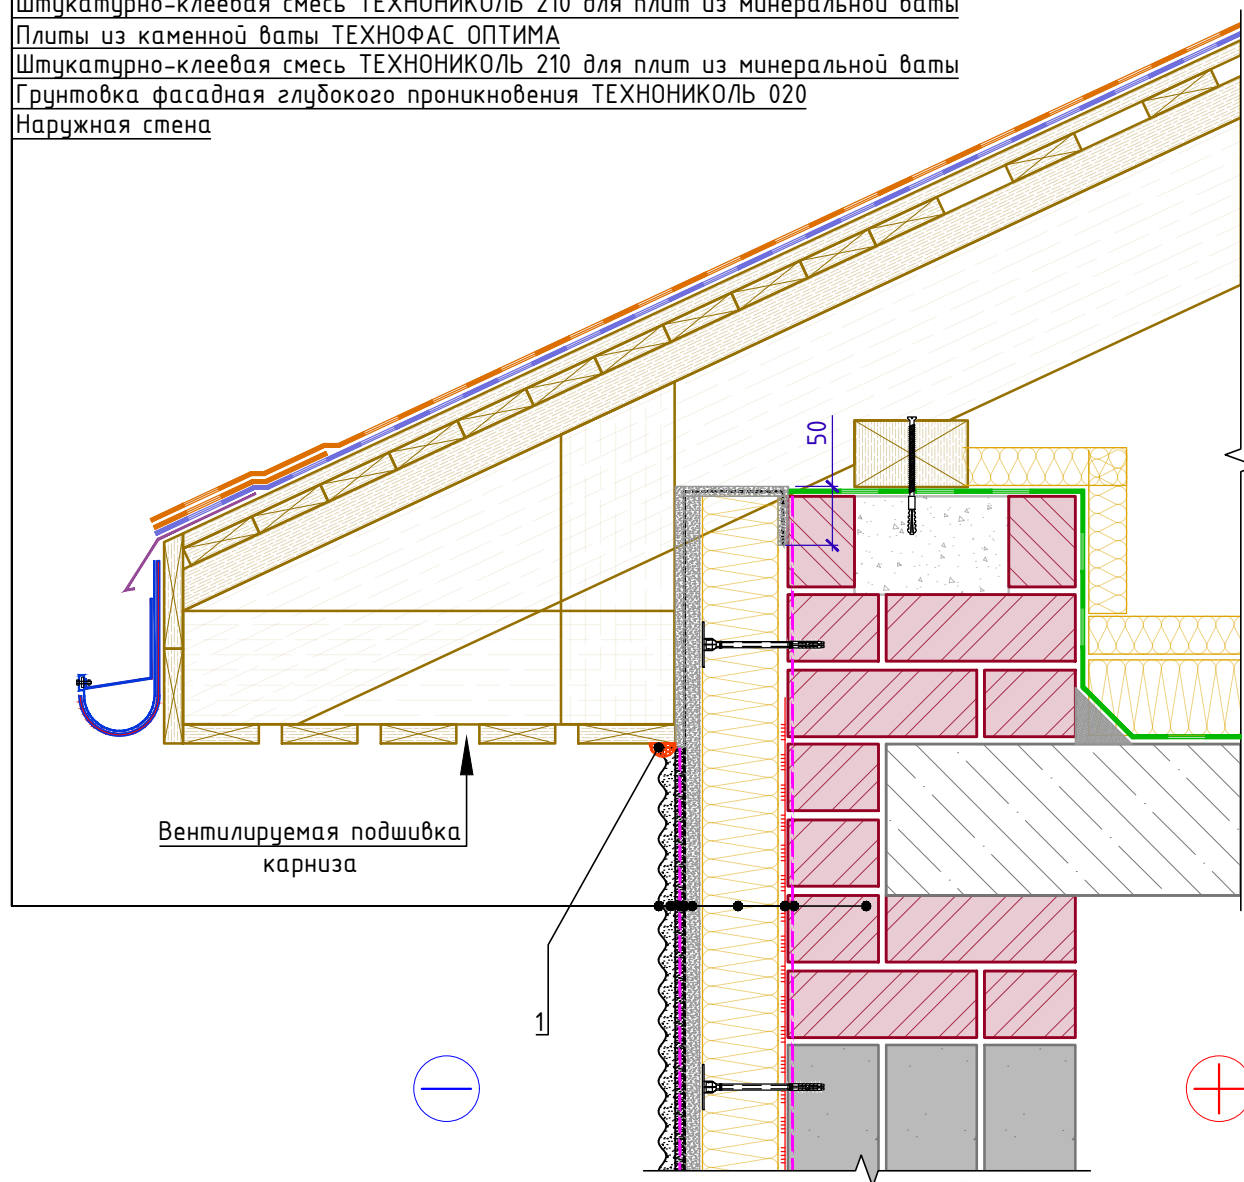 Штукатурно-клеевая смесь ТЕХНОНИКОЛЬ 210 для плит из минеральной ваты
Плиты из каменной ваты ТЕХНОФАС ОПТИМА
Штукатурно-клеевая смесь ТЕХНОНИКОЛЬ 210 для плит из минеральной ваты
Грунтовка фасадная глубокого проникновения ТЕХНОНИКОЛЬ 020
Наружная стена
50
Вентилируемая подшивка
карниза
1